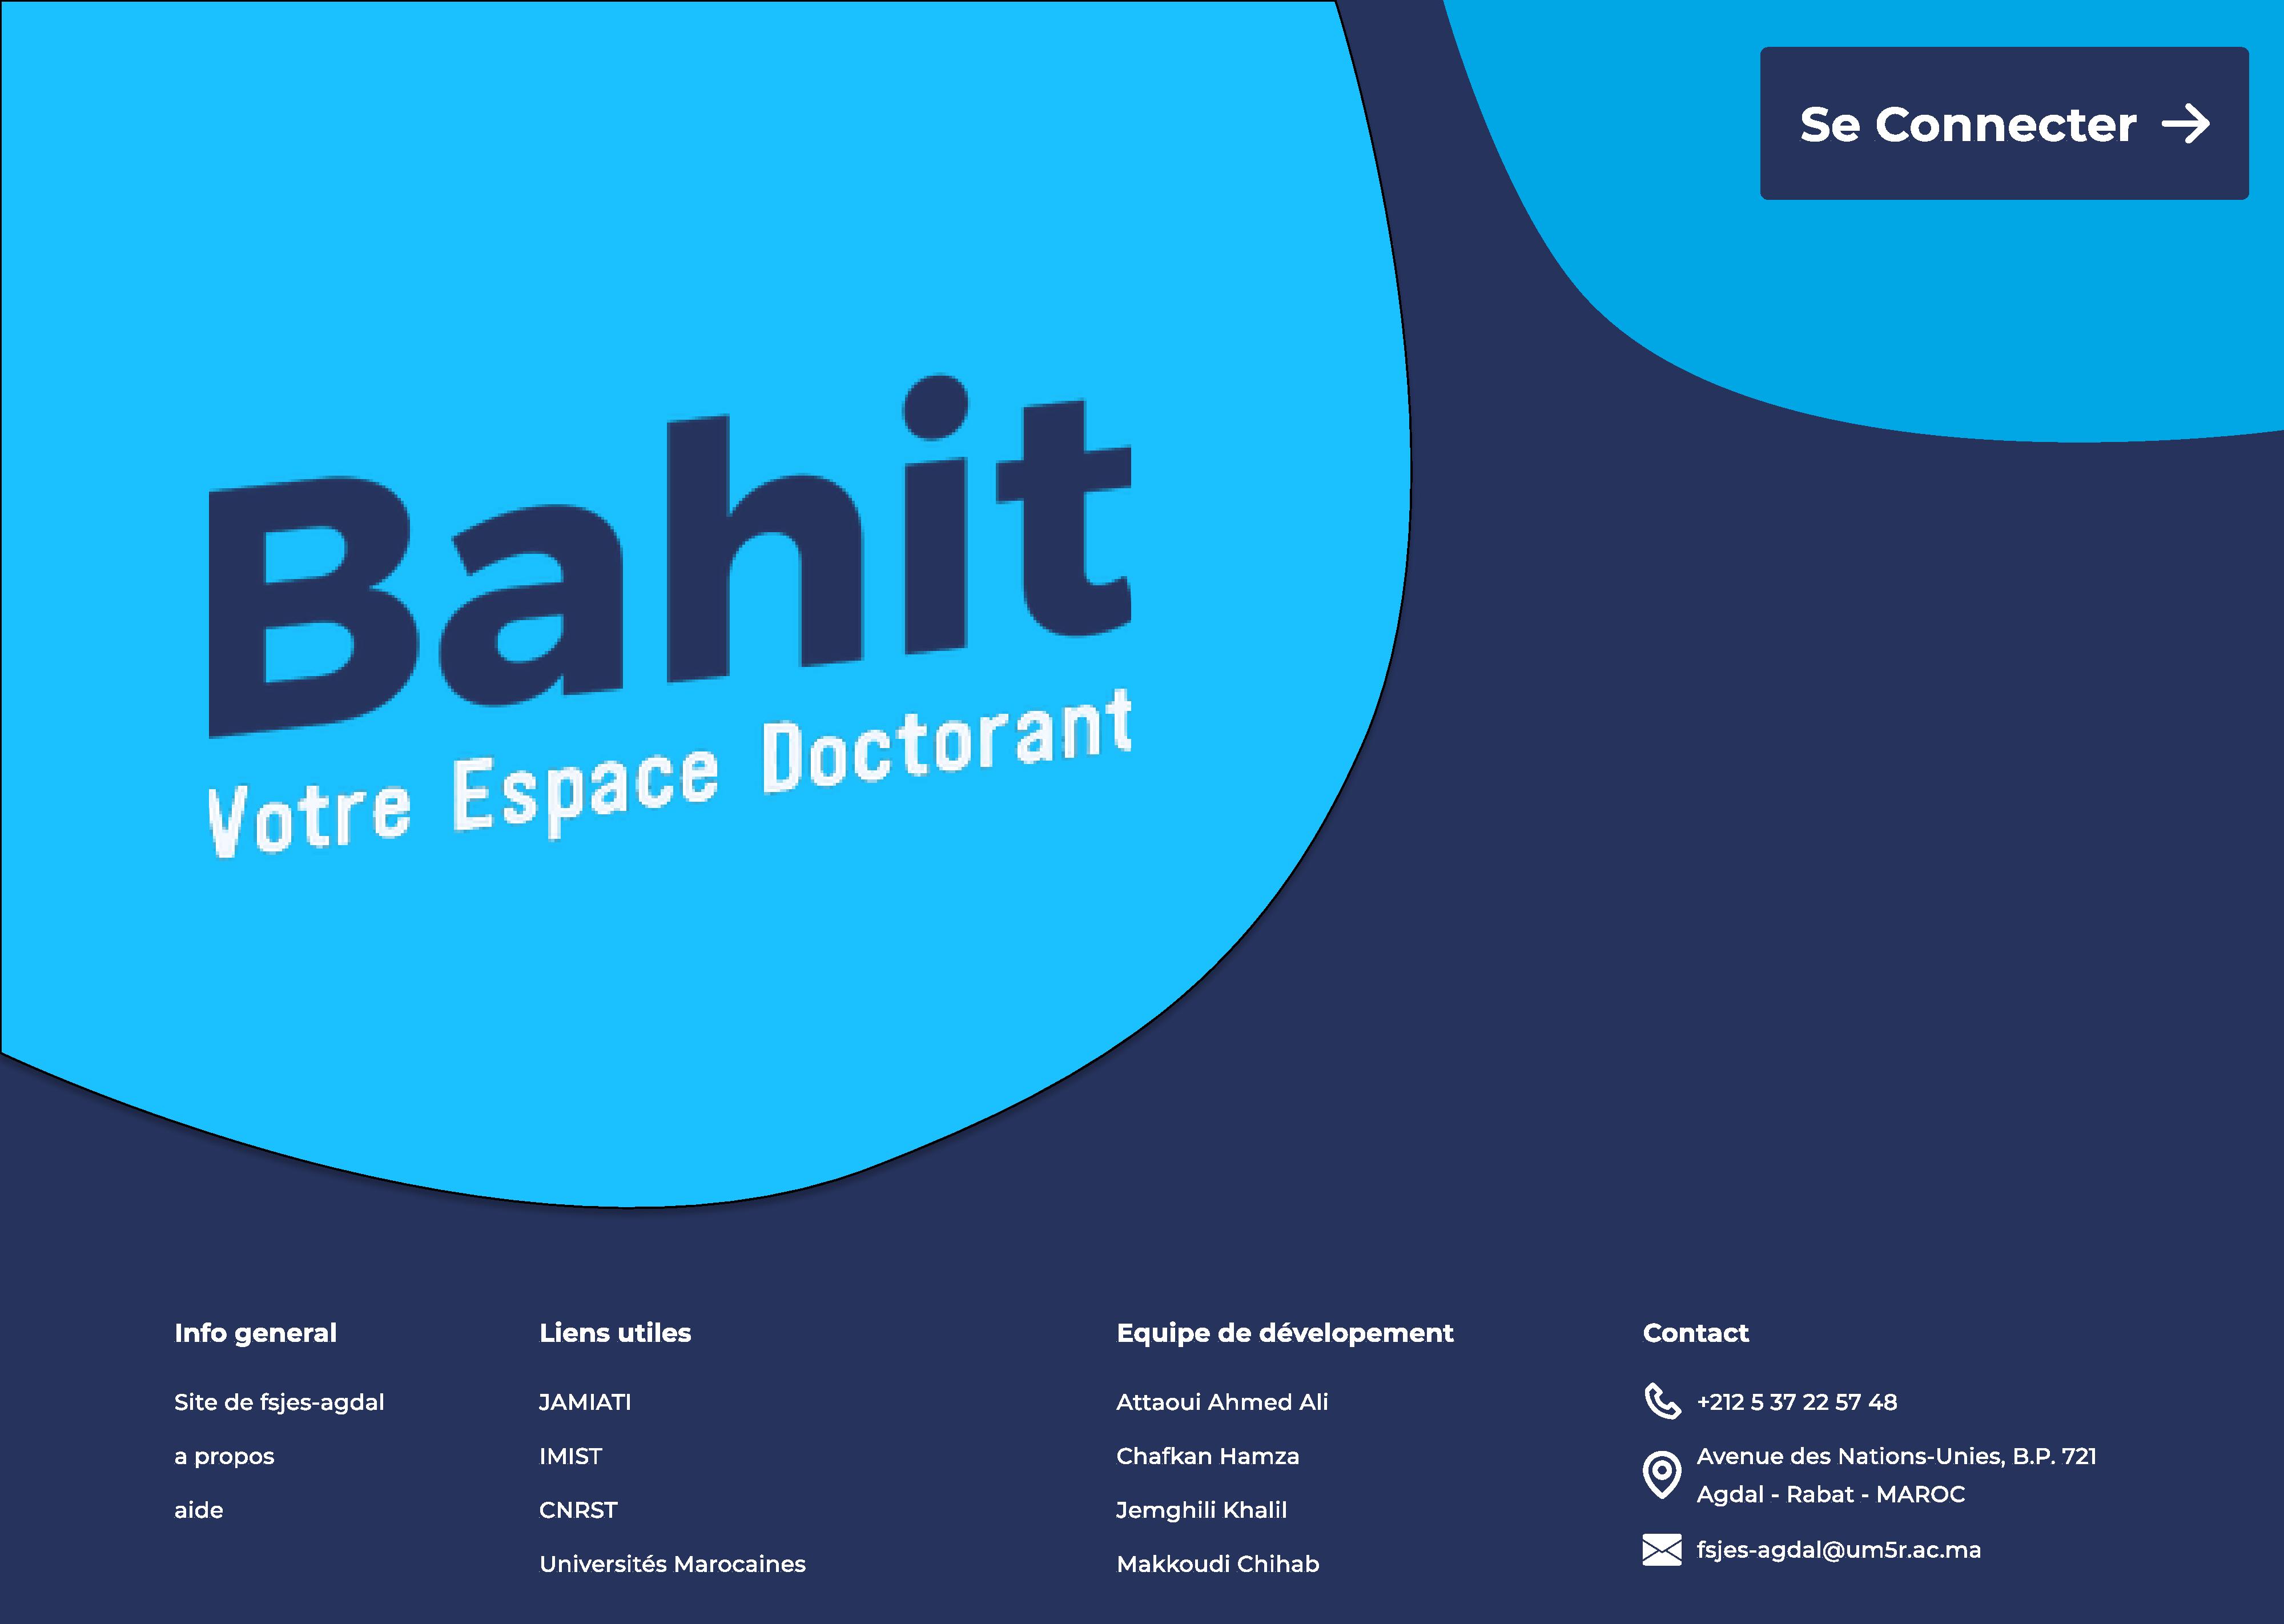 Se Connecter
Bahit
Votre Espace Doctorant
Info general
Site de fsjes-agdal
a propos
aide
Liens utiles
JAMIATI
IMIST
CNRST
Universités Marocaines
Equipe de dévelopement
Attaoui Ahmed Ali
Chafkan Hamza
Jemghili Khalil
Makkoudi Chihab
Contact
+212 5 37 22 57 48
Avenue des Nations-Unies, B.P. 721
Agdal - Rabat - MAROC
fsjes-agdal@um5r.ac.ma